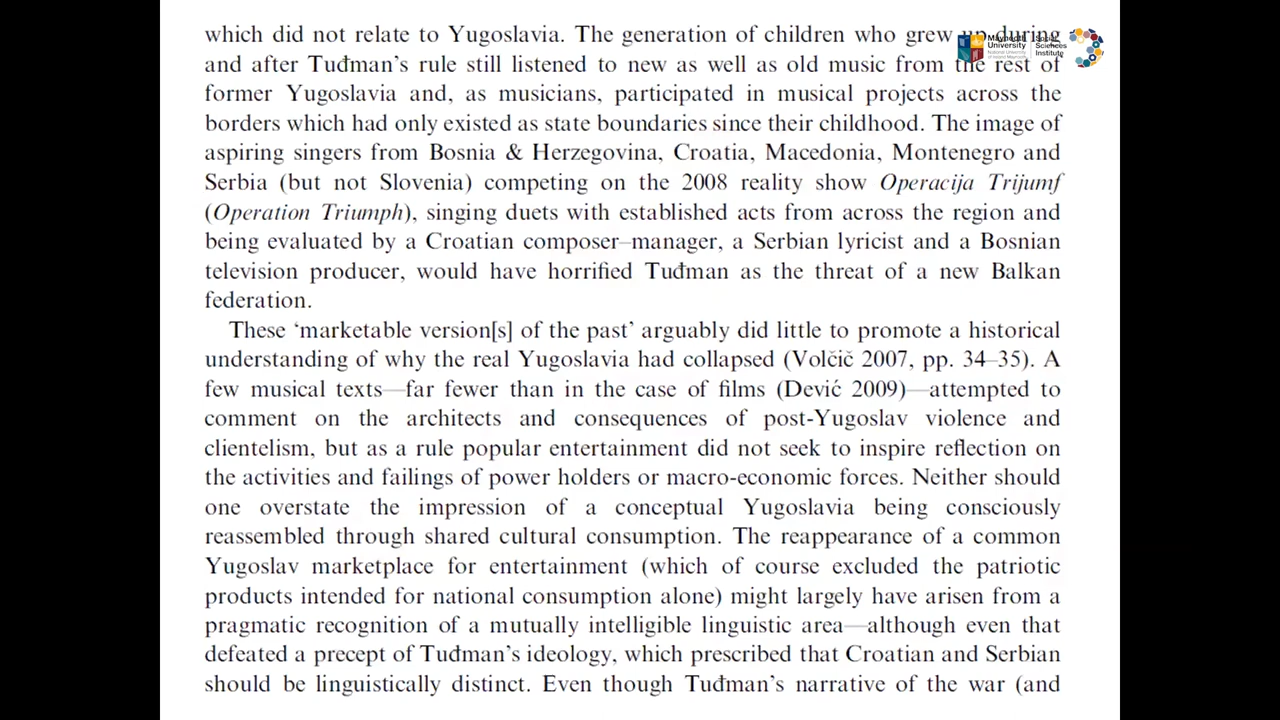 which did not relate to Yugoslavia. The generation of children who grew up during
and after Tuđman's rule still listened to new as well as old music from the rest of
former Yugoslavia and, as musicians, participated in musical projects across the
borders which had only existed as state boundaries since their childhood. The image of
aspiring singers from Bosnia & Herzegovina, Croatia, Macedonia, Montenegro and
Serbia (but not Slovenia) competing on the 2008 reality show Operacija Trijumf
(Operation Triumph), singing duets with established acts from across the region and
being evaluated by a Croatian composer–manager, a Serbian lyricist and a Bosnian
television producer, would have horrified Tuđman as the threat of a new Balkan
federation.
These ‘marketable version[s] of the past’ arguably did little to promote a historical
understanding of why the real Yugoslavia had collapsed (Volčič 2007, pp. 34–35). A
few musical texts—far fewer than in the case of films (Dević 2009)—attempted to
comment on the architects and consequences of post-Yugoslav violence and
clientelism, but as a rule popular entertainment did not seek to inspire reflection on
the activities and failings of power holders or macro-economic forces. Neither should
one overstate the impression of a conceptual Yugoslavia being consciously
reassembled through shared cultural consumption. The reappearance of a common
Yugoslav marketplace for entertainment (which of course excluded the patriotic
products intended for national consumption alone) might largely have arisen from a
pragmatic recognition of a mutually intelligible linguistic area—although even that
defeated a precept of Tuđman's ideology, which prescribed that Croatian and Serbian
should be linguistically distinct. Even though Tuđman's narrative of the war (and
Maynooth
University
National University
of Ireland Maynooth
Social
Sciences
Institute